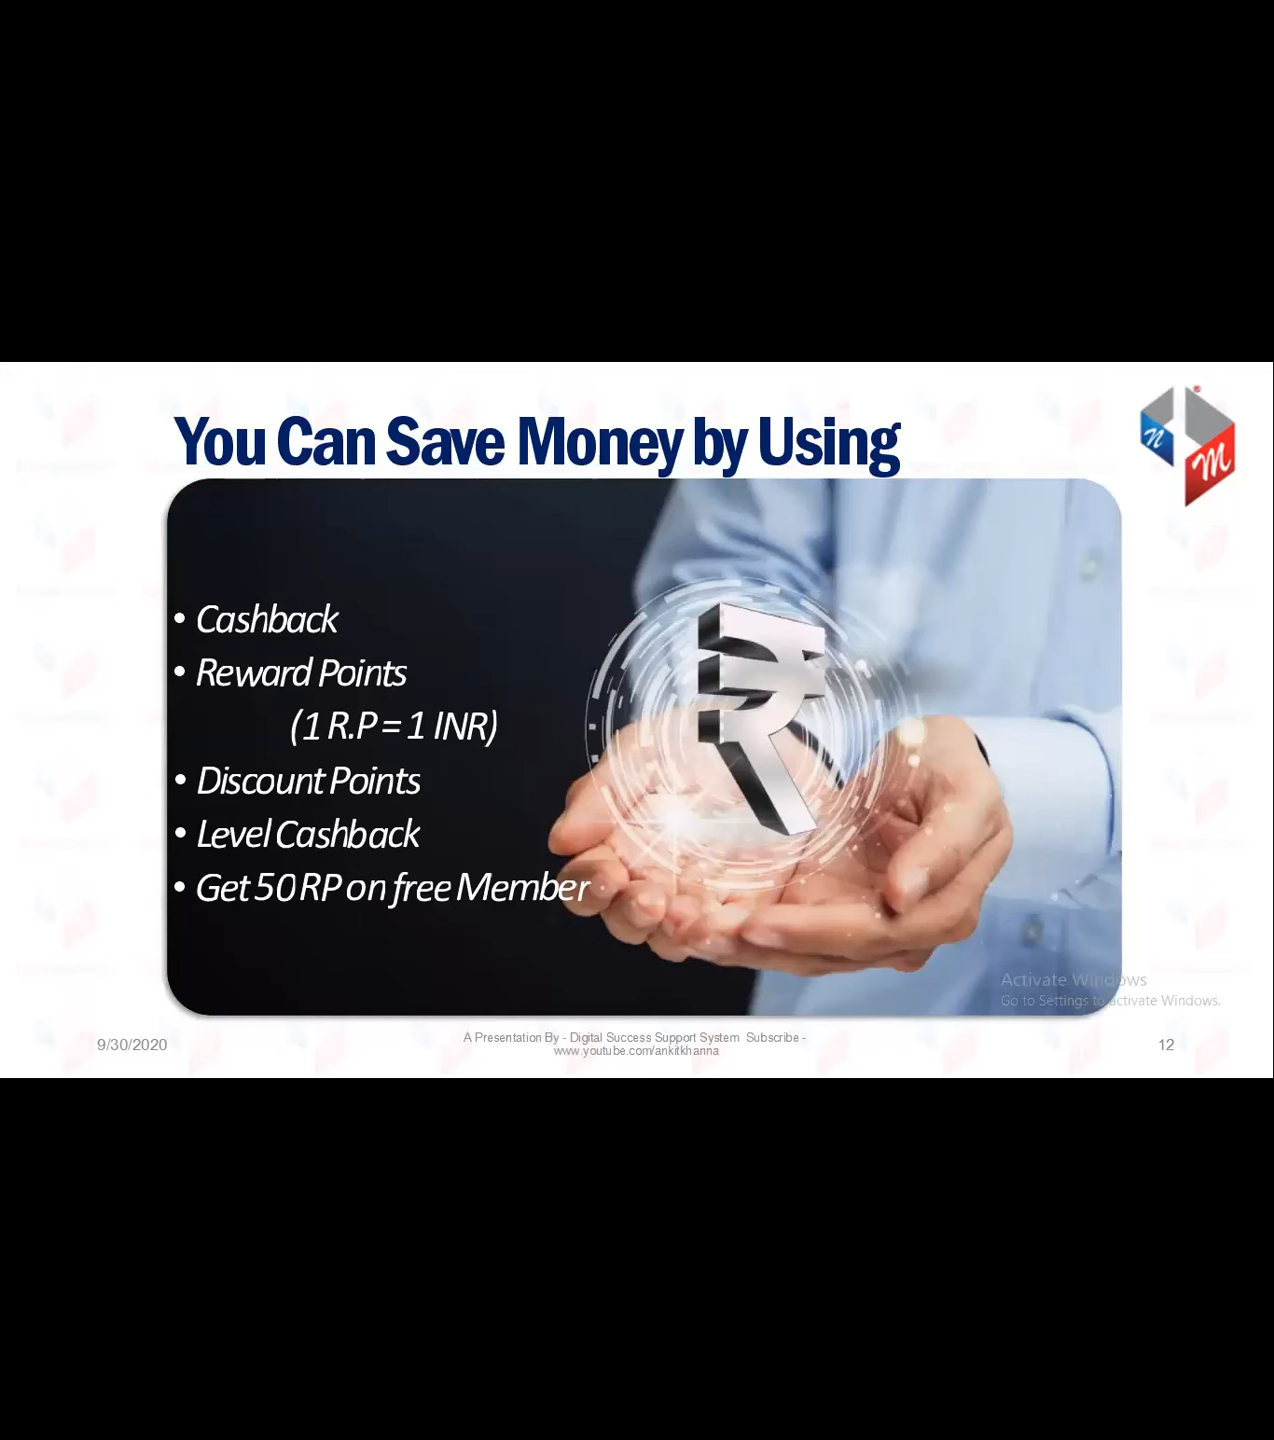 You Can Save Money by Using
n
m
®
• Cashback
• Reward Points
(1 R.P = 1 INR)
• Discount Points
• Level Cashback
• Get 50 RP on free Member
Activate Windows
Go to Settings to activate Windows.
9/30/2020
A Presentation By - Digital Success Support System Subscribe -
www.youtube.com/ankitkhanna
12